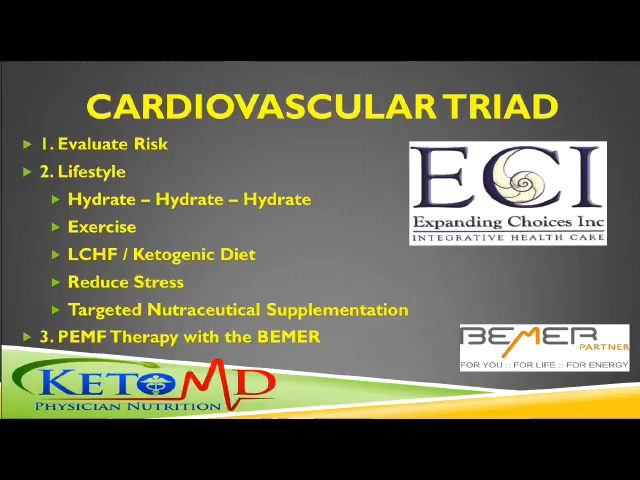 CARDIOVASCULAR TRIAD
1. Evaluate Risk
2. Lifestyle
Hydrate – Hydrate – Hydrate
Exercise
LCHF / Ketogenic Diet
Reduce Stress
Targeted Nutraceutical Supplementation
3. PEMF Therapy with the BEMER
ECI
Expanding Choices Inc
INTEGRATIVE HEALTH CARE
BEMER
PARTNER
FOR YOU :: FOR LIFE :: FOR ENERGY
KETO MD
PHYSICIAN NUTRITION